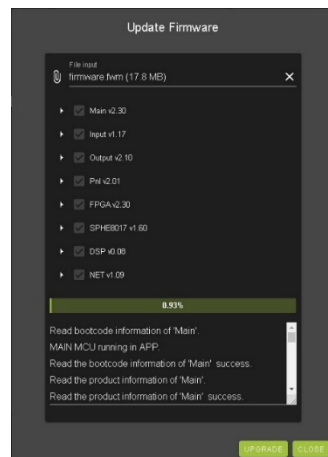 Update Firmware
File input
firmware fwm (17.8 MB)
Main v2.30
Input v1.17
Output v2.10
Pnl v2.01
FPGA v2.30
SPHE8017 v1.60
DSP v0.08
NET v1.09
0.93%
Read bootcode information of 'Main'.
MAIN MCU running in APP.
Read the bootcode information of 'Main' success.
Read the product information of 'Main'.
Read the product information of 'Main' success.
UPGRADE CLOSE